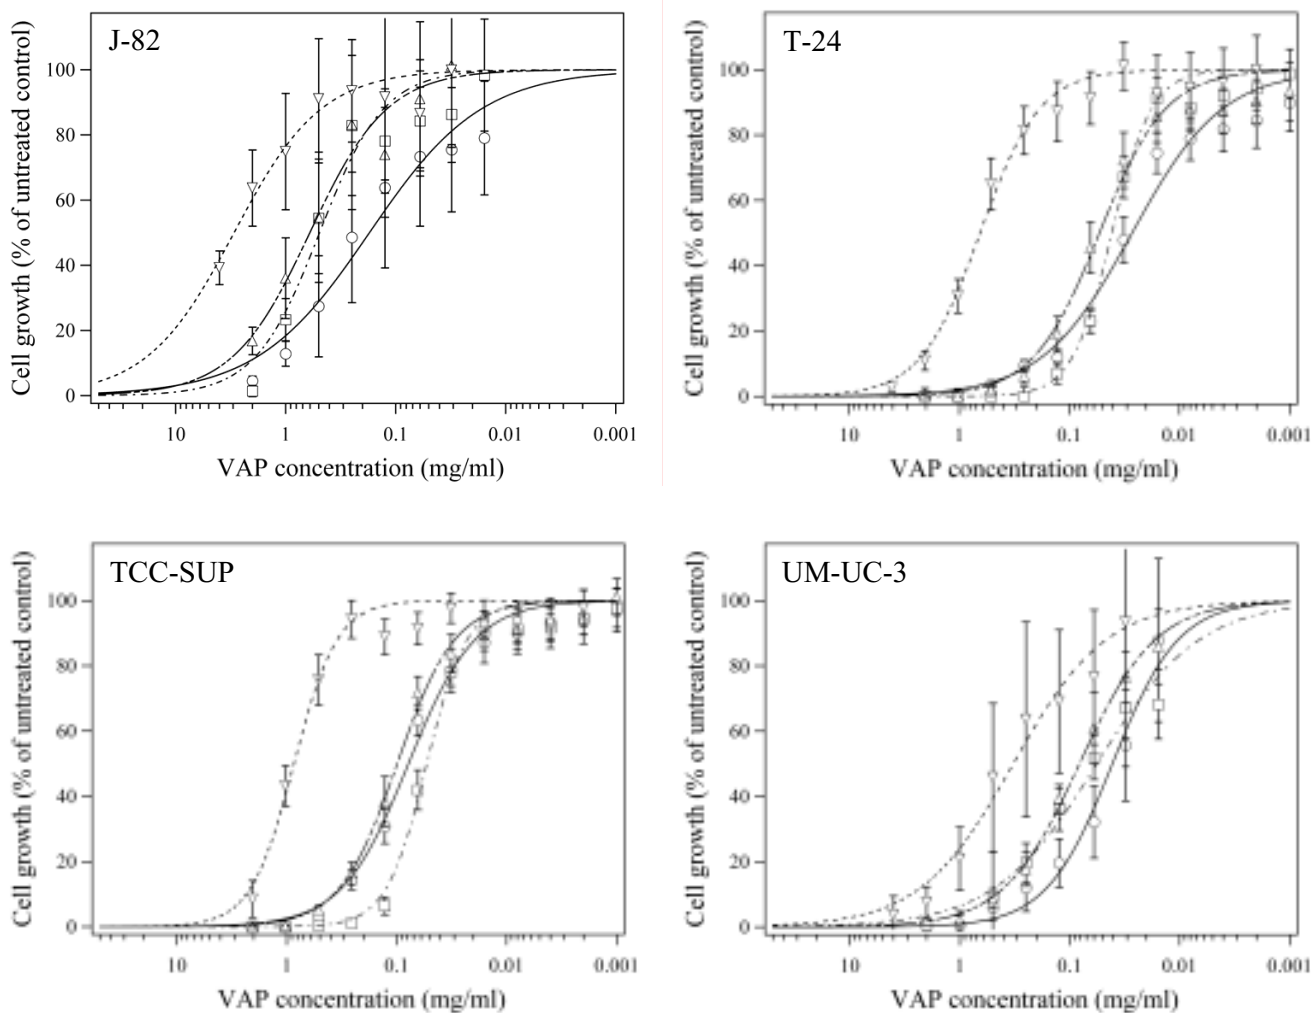 J-82
Cell growth (% of untreated control)
100
80
60
40
20
0
10 1 0.1 0.01 0.001
VAP concentration (mg/ml)
T-24
Cell growth (% of untreated control)
100
80
60
40
20
0
10 1 0.1 0.01 0.001
VAP concentration (mg/ml)
TCC-SUP
Cell growth (% of untreated control)
100
80
60
40
20
0
10 1 0.1 0.01 0.001
VAP concentration (mg/ml)
UM-UC-3
Cell growth (% of untreated control)
100
80
60
40
20
0
10 1 0.1 0.01 0.001
VAP concentration (mg/ml)